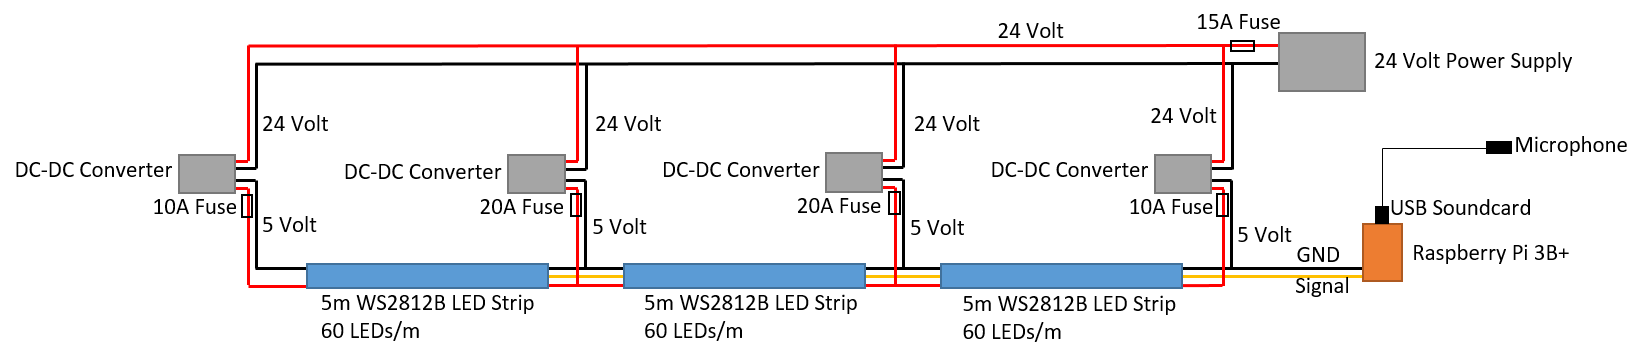 15A Fuse
24 Volt
24 Volt Power Supply
24 Volt
24 Volt
24 Volt
24 Volt
Microphone
DC-DC Converter
DC-DC Converter
DC-DC Converter
DC-DC Converter
10A Fuse
20A Fuse
20A Fuse
10A Fuse
USB Soundcard
5 Volt
5 Volt
5 Volt
5 Volt
GND
Raspberry Pi 3B+
Signal
5m WS2812B LED Strip
60 LEDs/m
5m WS2812B LED Strip
60 LEDs/m
5m WS2812B LED Strip
60 LEDs/m